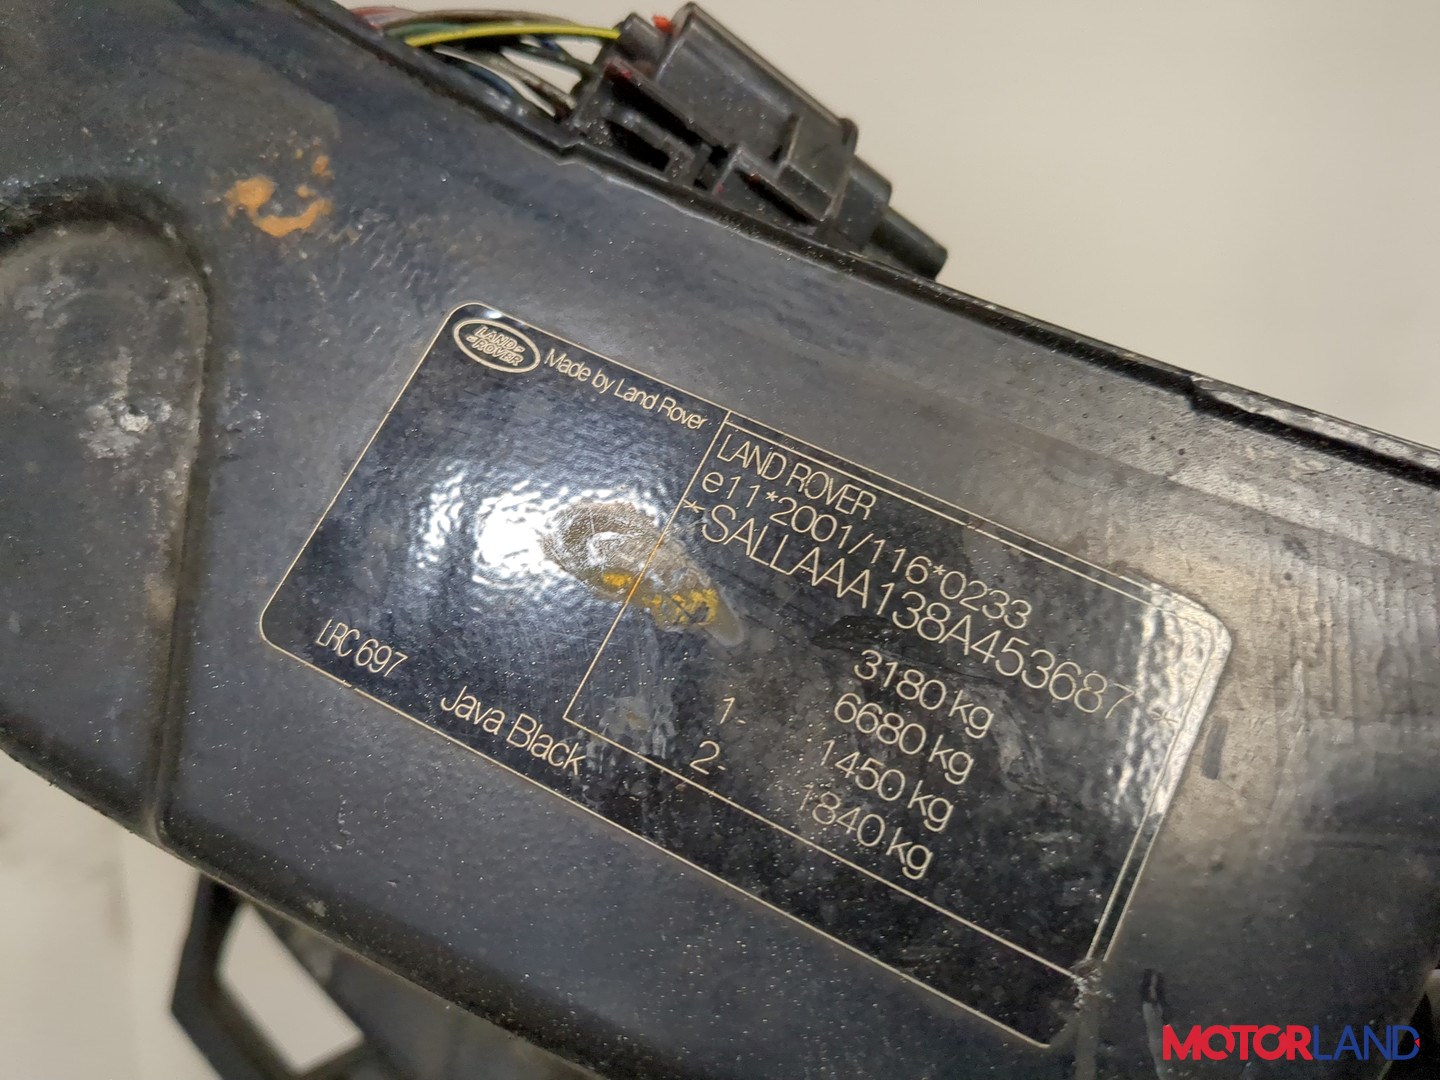 LAND-
-ROVER
Made by Land Rover
LAND ROVER
e11*2001/116*0233
*SALLAAA138A453687*
3180 kg
6680 kg
1- 1450 kg
2- 1840 kg
LRC 697 Java Black
MOTORLAND